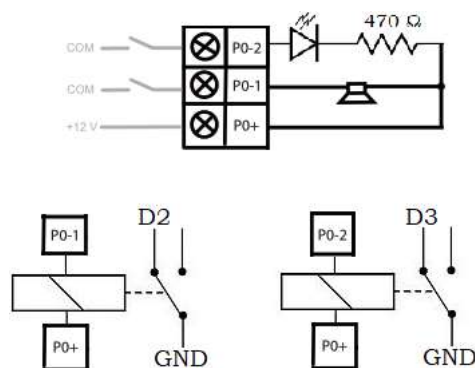 470 Ω
COM P0-2
COM P0-1
+12 V P0+
D2 D3
P0-1 P0-2
P0+ GND P0+ GND